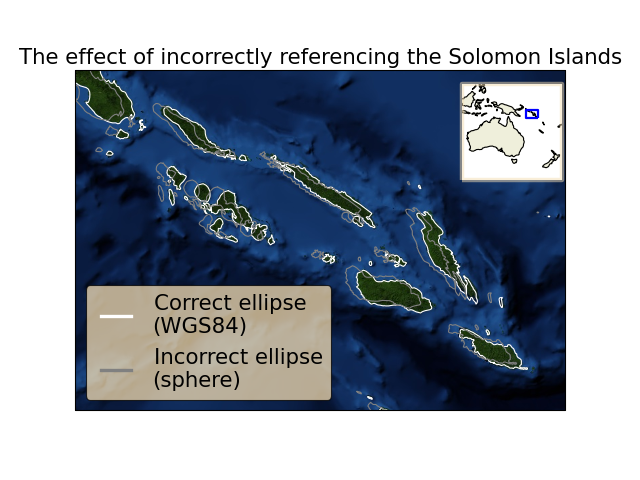 The effect of incorrectly referencing the Solomon Islands
Correct ellipse
(WGS84)
Incorrect ellipse
(sphere)